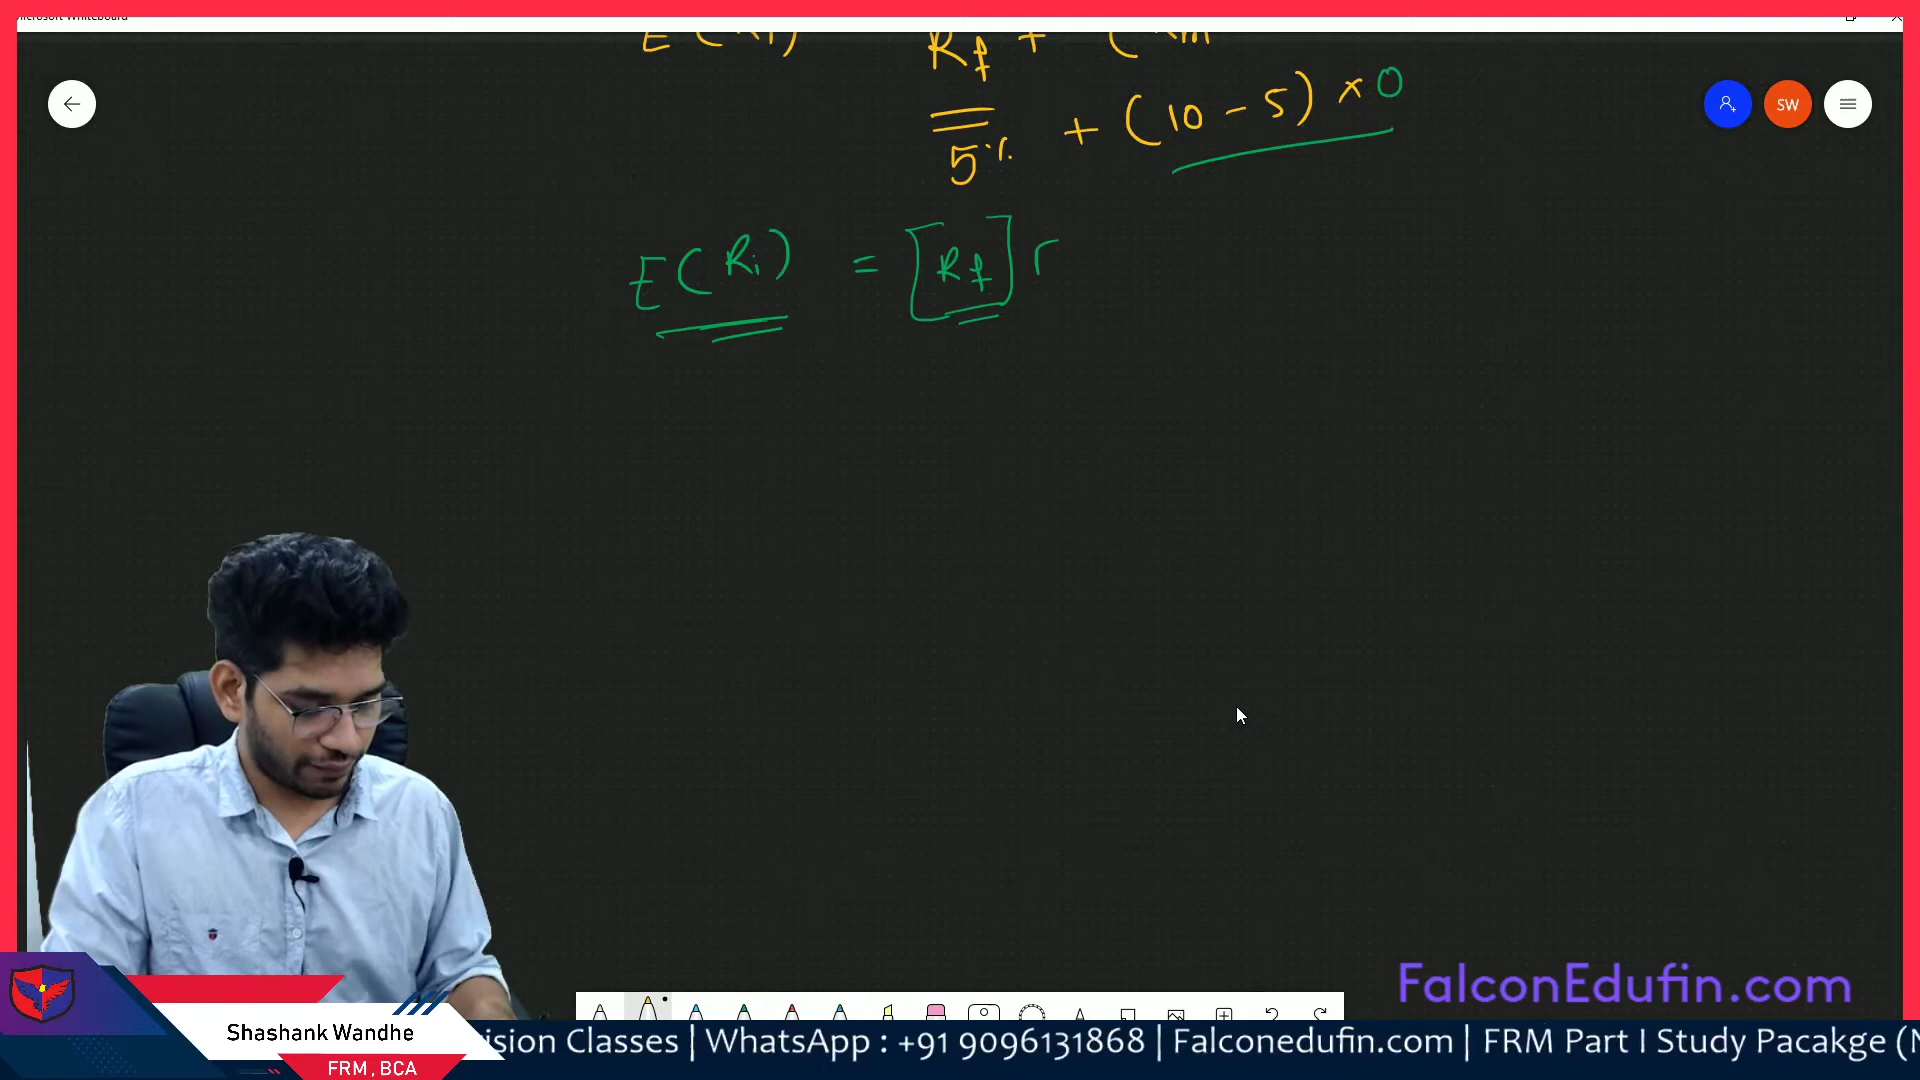 Microsoft Whiteboard
E(Ri) Rf + (Rm
5% + (10 - 5) × 0
E(Ri) = [Rf] r
SW
FalconEdufin.com
Shashank Wandhe
FRM, BCA
ision Classes | WhatsApp : +91 9096131868 | Falconedufin.com | FRM Part I Study Pacakge (N